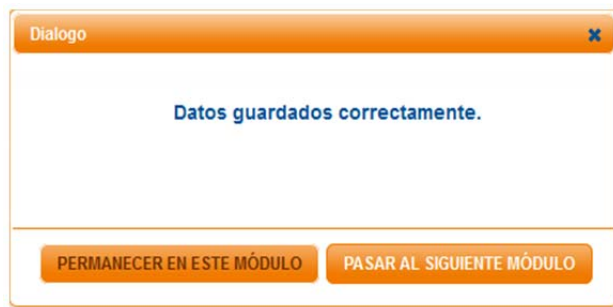 Dialogo
Datos guardados correctamente.
PERMANECER EN ESTE MÓDULO PASAR AL SIGUIENTE MÓDULO